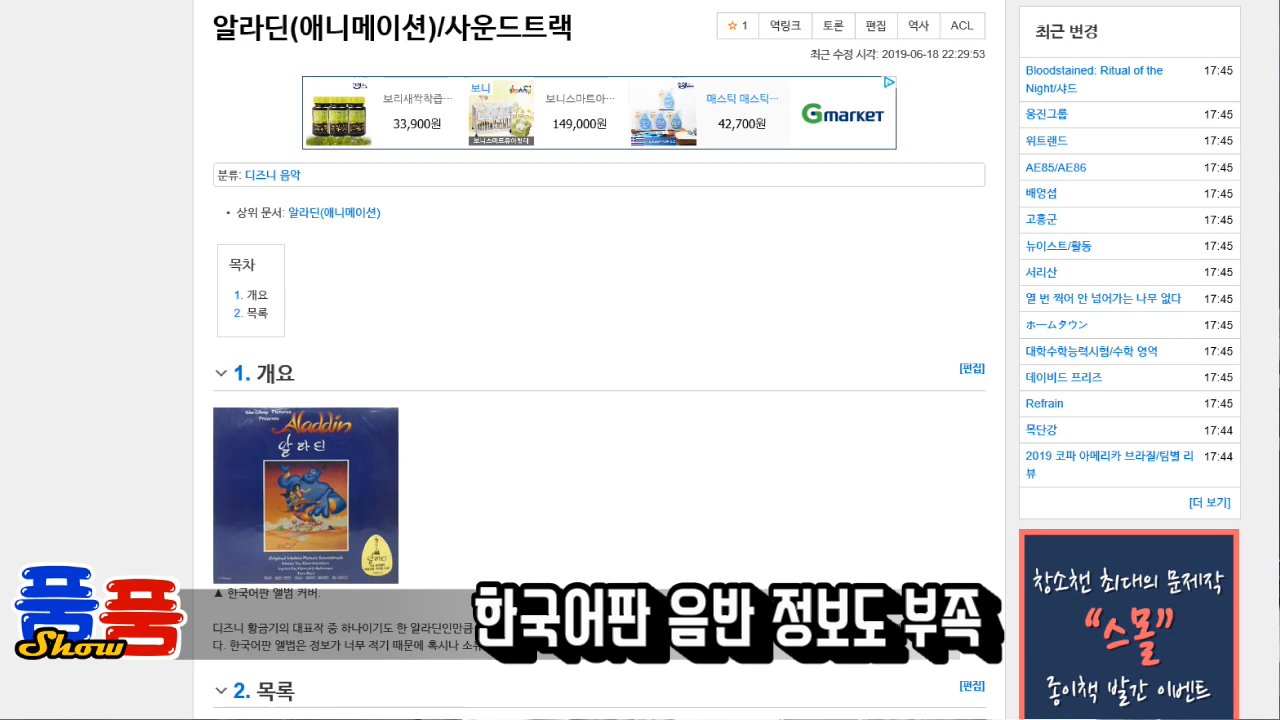 알라딘(애니메이션)/사운드트랙
☆ 1 역링크 토론 편집 역사 ACL
최근 수정 시각: 2019-06-18 22:29:53
보리새싹착즙…
33,900원
보니
보니스마트아…
149,000원
매스틱 매스틱…
42,700원
Gmarket
분류: 디즈니 음악
• 상위 문서: 알라딘(애니메이션)
목차
1. 개요
2. 목록
1. 개요
[편집]
Walt Disney Pictures
Presents
Aladdin
알라딘
Original Motion Picture Soundtrack
▲ 한국어판 앨범 커버.
디즈니 황금기의 대표작 중 하나이기도 한 알라딘인만큼
다. 한국어판 앨범은 정보가 너무 적기 때문에 혹시나 소유
2. 목록
[편집]
품품
Show
한국어판 음반 정보도 부족
최근 변경
Bloodstained: Ritual of the 17:45
Night/샤드
웅진그룹 17:45
위트랜드 17:45
AE85/AE86 17:45
배영섭 17:45
고흥군 17:45
뉴이스트/활동 17:45
서리산 17:45
열 번 찍어 안 넘어가는 나무 없다 17:45
ホームタウン 17:45
대학수학능력시험/수학 영역 17:45
데이비드 프리즈 17:45
Refrain 17:45
목단강 17:44
2019 코파 아메리카 브라질/팀별 리 17:44
뷰
[더 보기]
창소천 최대의 문제작
“스몰”
종이책 발간 이벤트